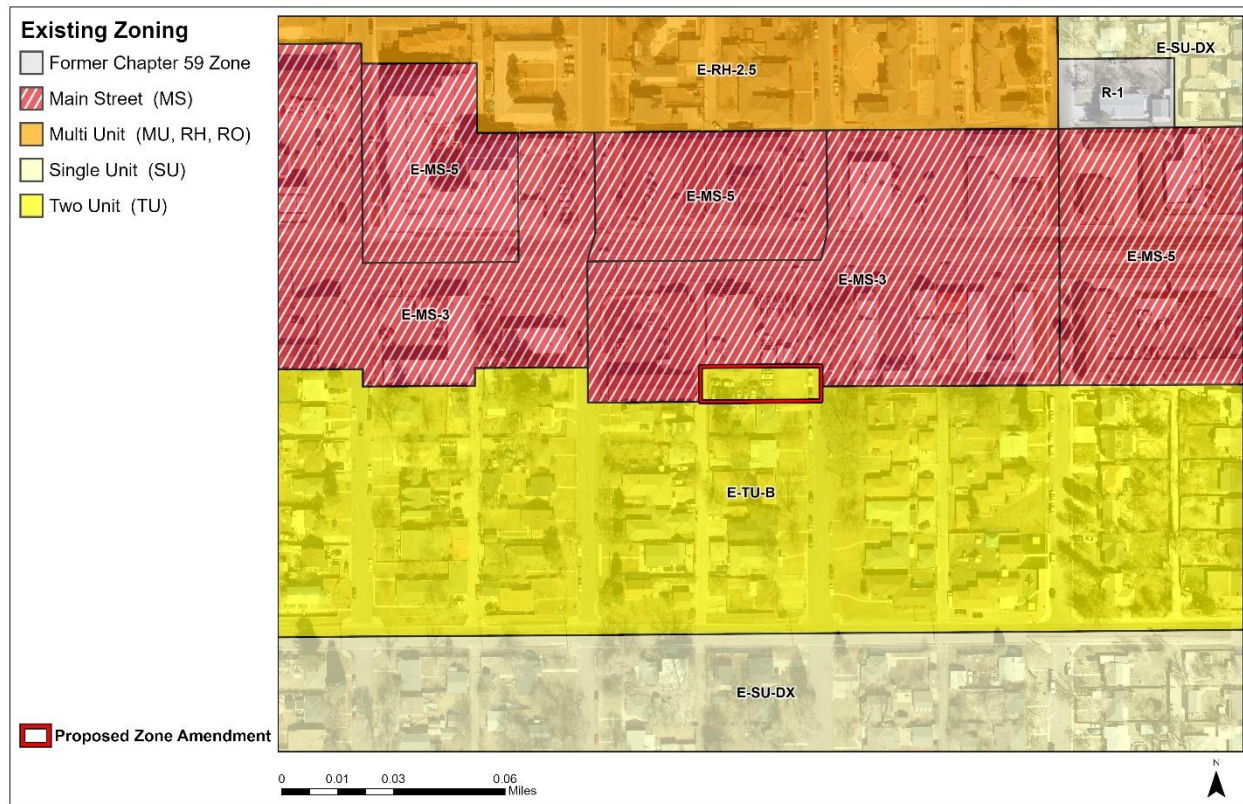 Existing Zoning
Former Chapter 59 Zone
Main Street (MS)
Multi Unit (MU, RH, RO)
Single Unit (SU)
Two Unit (TU)
Proposed Zone Amendment
E-SU-DX
E-RH-2.5
R-1
E-MS-5
E-MS-5
E-MS-5
E-MS-3
E-MS-3
E-TU-B
E-SU-DX
0 0.01 0.03 0.06
Miles
N